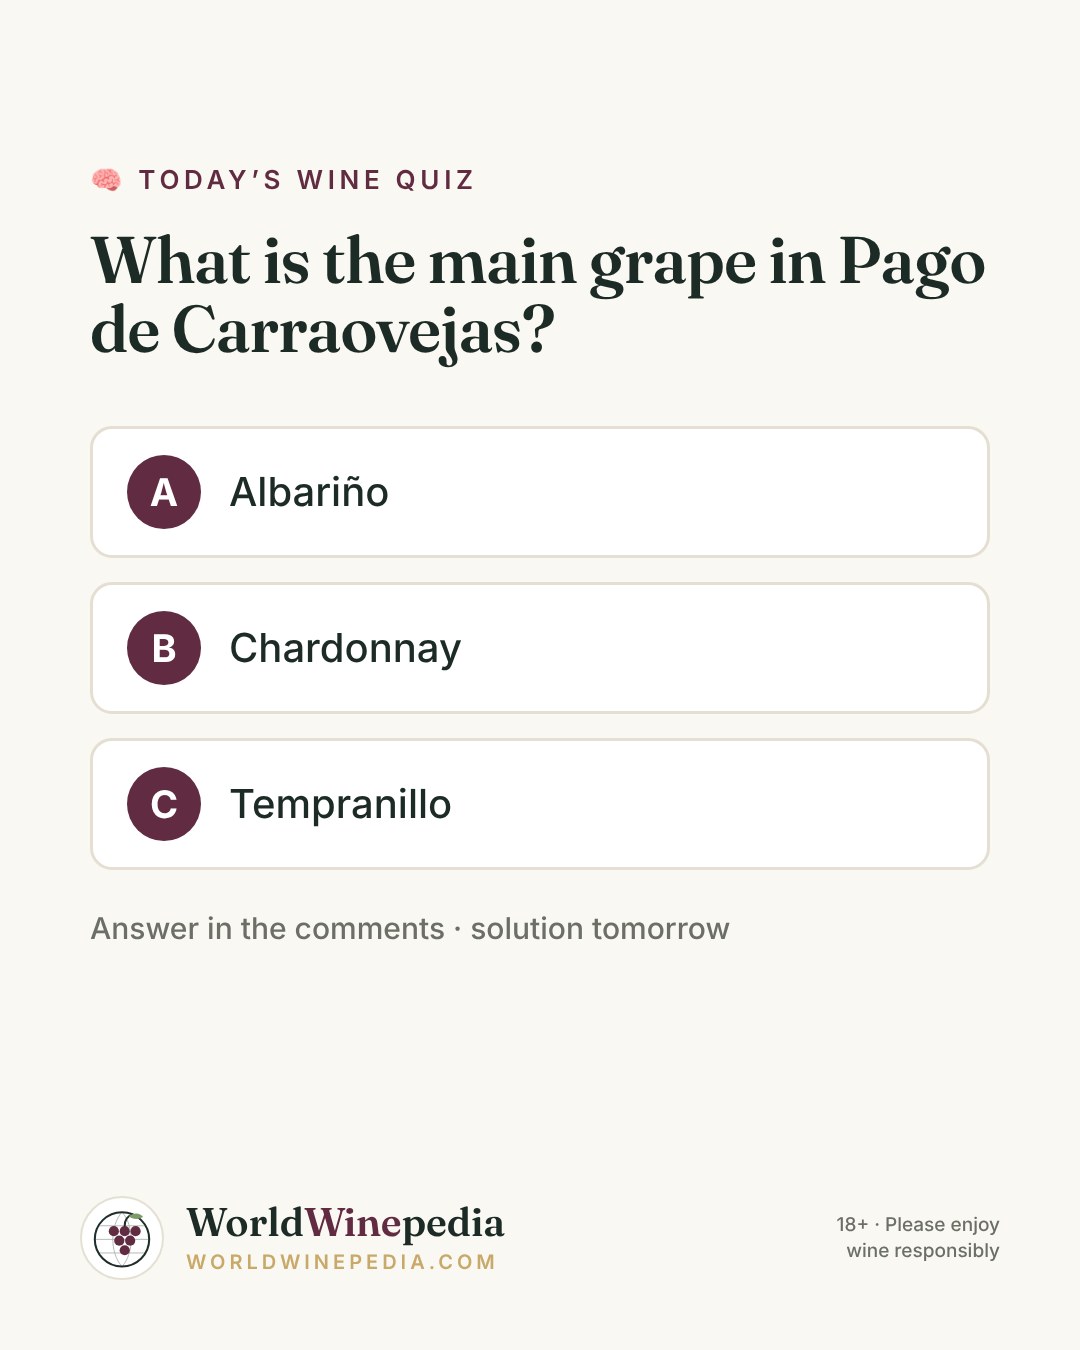 🧠 TODAY’S WINE QUIZ
What is the main grape in Pago
de Carraovejas?
A Albariño
B Chardonnay
C Tempranillo
Answer in the comments · solution tomorrow
WorldWinepedia
WORLDWINEPEDIA.COM
18+ · Please enjoy
wine responsibly